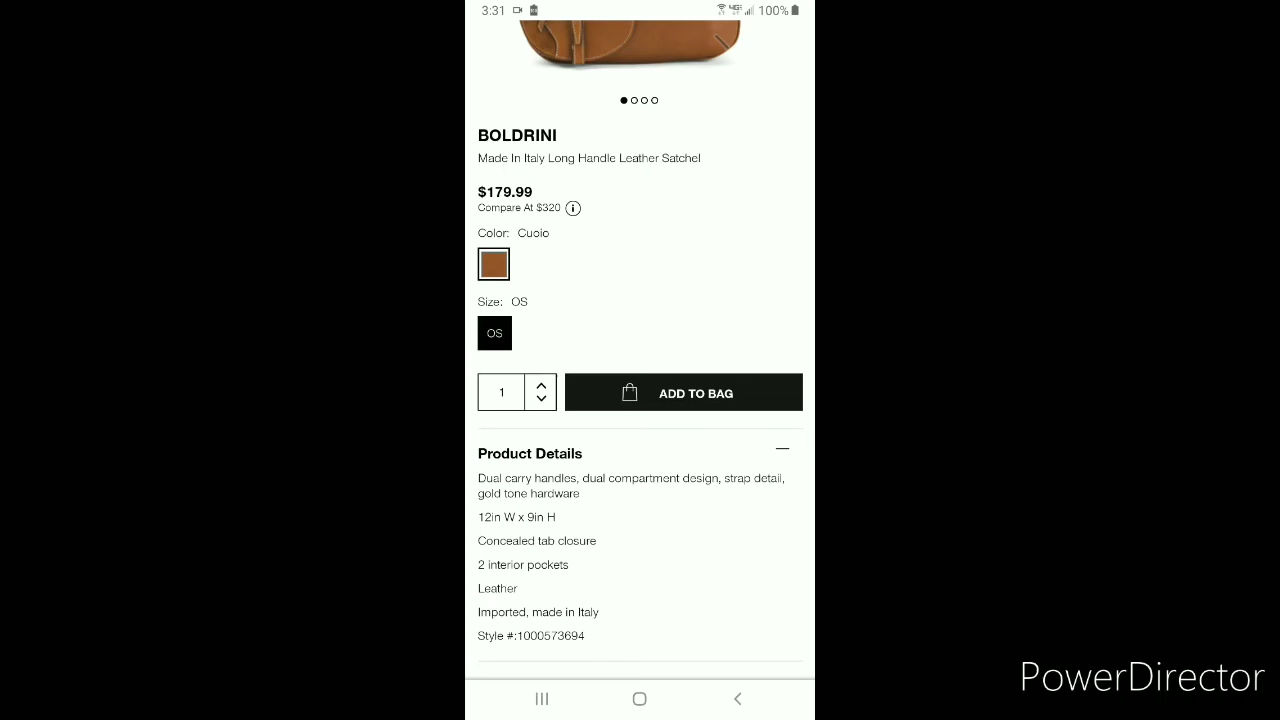 3:31 100%
BOLDRINI
Made In Italy Long Handle Leather Satchel
$179.99
Compare At $320 i
Color: Cuoio
Size: OS
OS
1 ADD TO BAG
Product Details
Dual carry handles, dual compartment design, strap detail,
gold tone hardware
12in W x 9in H
Concealed tab closure
2 interior pockets
Leather
Imported, made in Italy
Style #:1000573694
PowerDirector